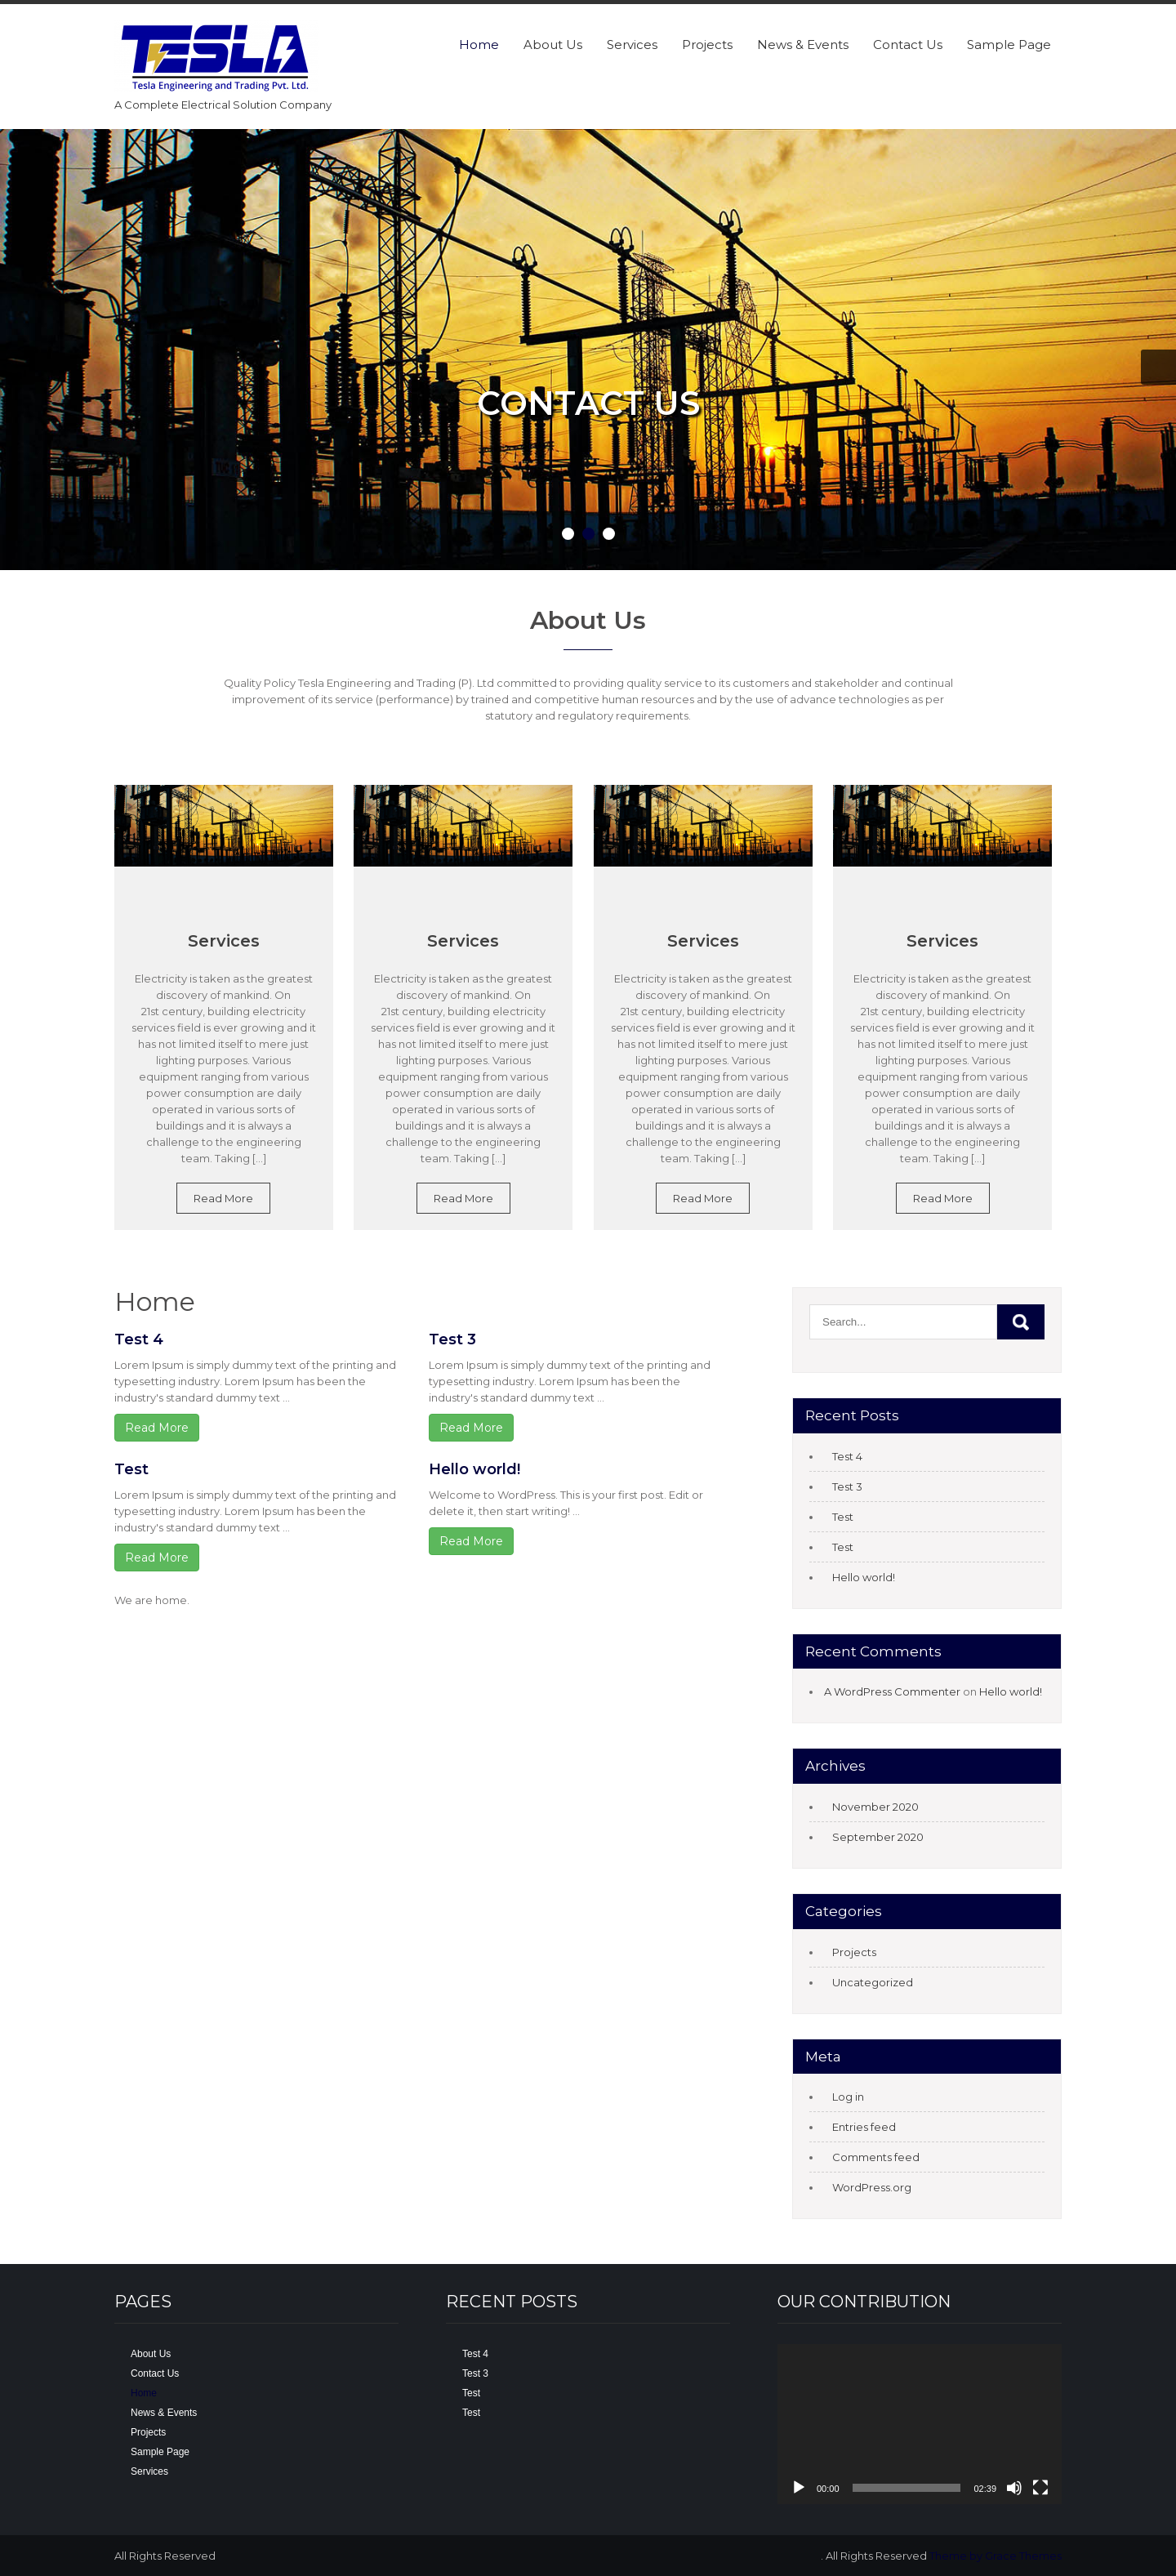 TESLA
Tesla Engineering and Trading Pvt. Ltd.
A Complete Electrical Solution Company
Home About Us Services Projects News & Events Contact Us Sample Page
CONTACT US
About Us
Quality Policy Tesla Engineering and Trading (P). Ltd committed to providing quality service to its customers and stakeholder and continual
improvement of its service (performance) by trained and competitive human resources and by the use of advance technologies as per
statutory and regulatory requirements.
Services
Electricity is taken as the greatest
discovery of mankind. On
21st century, building electricity
services field is ever growing and it
has not limited itself to mere just
lighting purposes. Various
equipment ranging from various
power consumption are daily
operated in various sorts of
buildings and it is always a
challenge to the engineering
team. Taking [...]
Read More
Services
Electricity is taken as the greatest
discovery of mankind. On
21st century, building electricity
services field is ever growing and it
has not limited itself to mere just
lighting purposes. Various
equipment ranging from various
power consumption are daily
operated in various sorts of
buildings and it is always a
challenge to the engineering
team. Taking [...]
Read More
Services
Electricity is taken as the greatest
discovery of mankind. On
21st century, building electricity
services field is ever growing and it
has not limited itself to mere just
lighting purposes. Various
equipment ranging from various
power consumption are daily
operated in various sorts of
buildings and it is always a
challenge to the engineering
team. Taking [...]
Read More
Services
Electricity is taken as the greatest
discovery of mankind. On
21st century, building electricity
services field is ever growing and it
has not limited itself to mere just
lighting purposes. Various
equipment ranging from various
power consumption are daily
operated in various sorts of
buildings and it is always a
challenge to the engineering
team. Taking [...]
Read More
Home
Test 4
Lorem Ipsum is simply dummy text of the printing and
typesetting industry. Lorem Ipsum has been the
industry's standard dummy text ...
Read More
Test 3
Lorem Ipsum is simply dummy text of the printing and
typesetting industry. Lorem Ipsum has been the
industry's standard dummy text ...
Read More
Test
Lorem Ipsum is simply dummy text of the printing and
typesetting industry. Lorem Ipsum has been the
industry's standard dummy text ...
Read More
Hello world!
Welcome to WordPress. This is your first post. Edit or
delete it, then start writing! ...
Read More
We are home.
Search...
Recent Posts
Test 4
Test 3
Test
Test
Hello world!
Recent Comments
A WordPress Commenter on Hello world!
Archives
November 2020
September 2020
Categories
Projects
Uncategorized
Meta
Log in
Entries feed
Comments feed
WordPress.org
PAGES
About Us
Contact Us
Home
News & Events
Projects
Sample Page
Services
RECENT POSTS
Test 4
Test 3
Test
Test
OUR CONTRIBUTION
00:00 02:39
All Rights Reserved
. All Rights Reserved